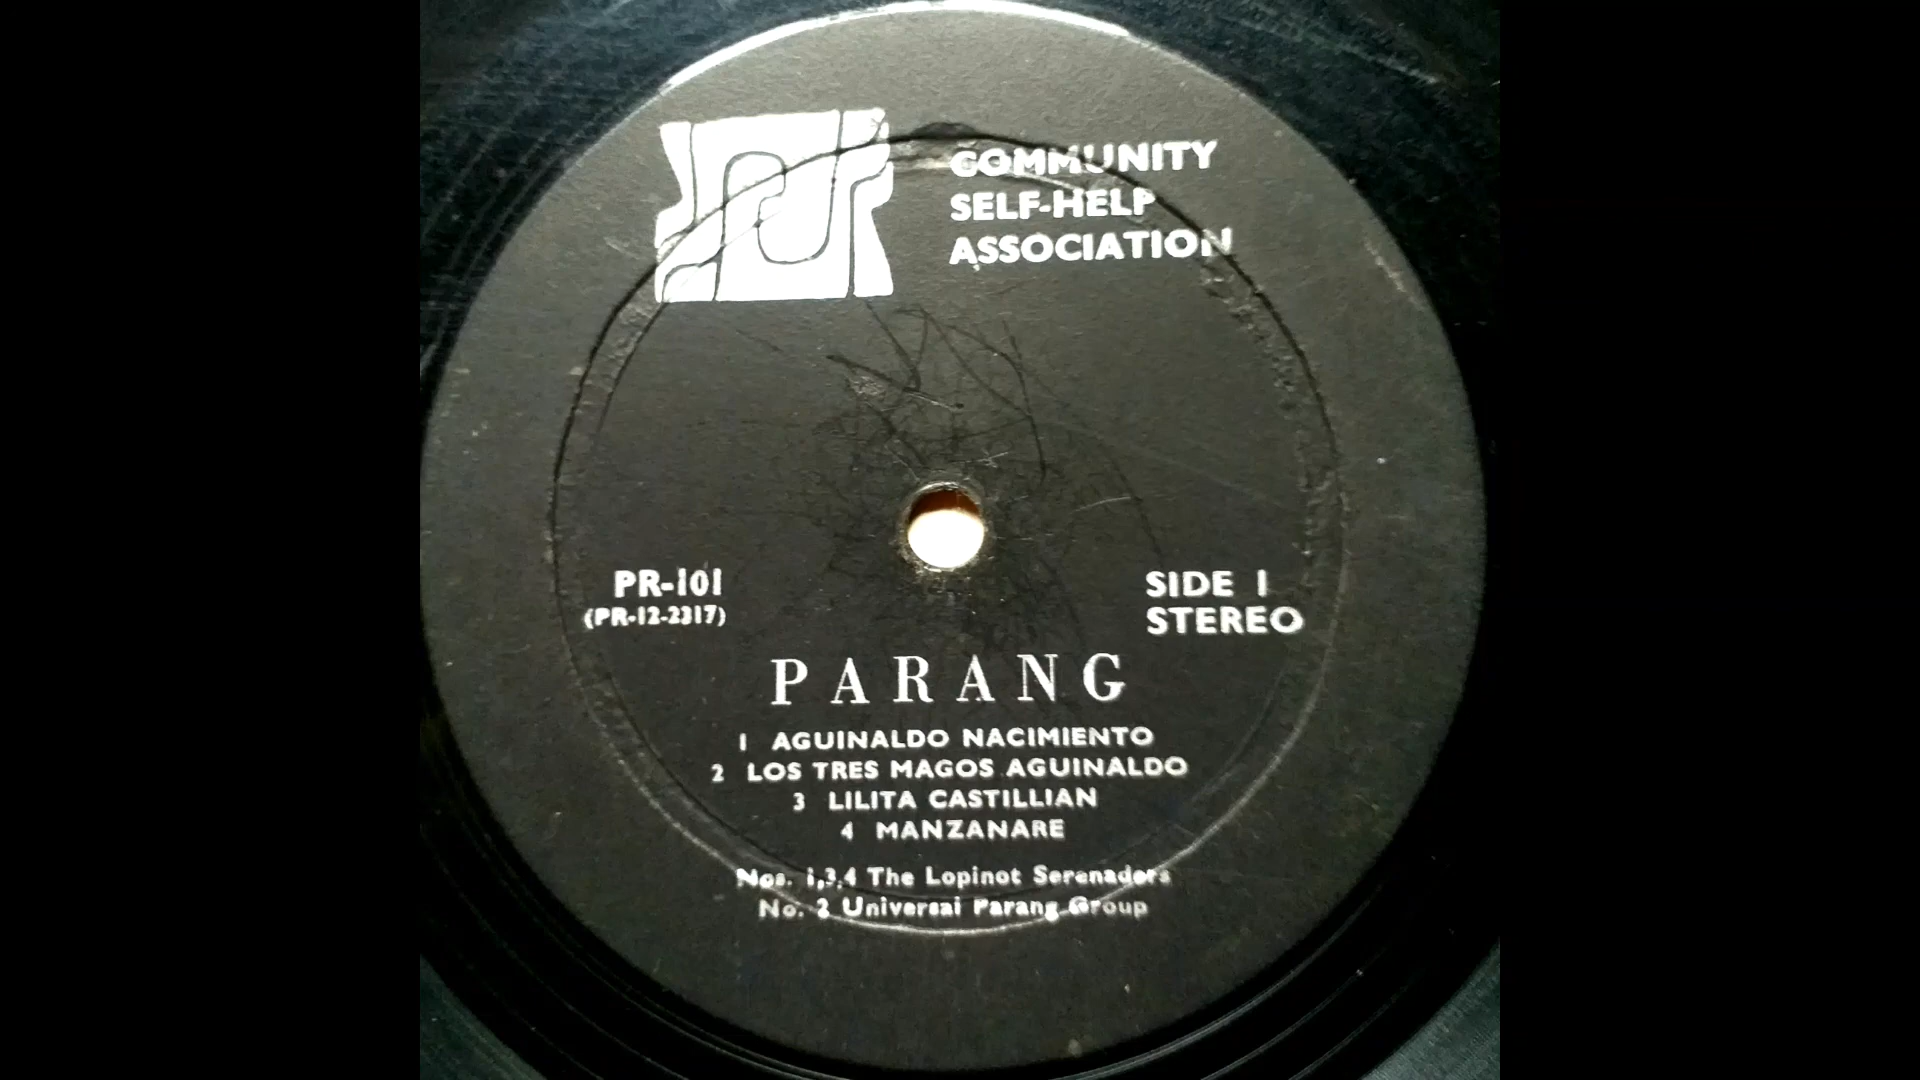 COMMUNITY
SELF-HELP
ASSOCIATION
PR-101
(PR-12-2317)
SIDE 1
STEREO
PARANG
1 AGUINALDO NACIMIENTO
2 LOS TRES MAGOS AGUINALDO
3 LILITA CASTILLIAN
4 MANZANARE
Nos. 1,3,4 The Lopinot Serenaders
No. 2 Universal Parang Group